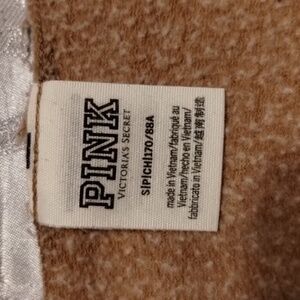 PINK
VICTORIA'S SECRET
S|P|CH|170/88A
made in Vietnam/fabriqué au
Vietnam/hecho en Vietnam/
fabbricato in Vietnam/越南制造